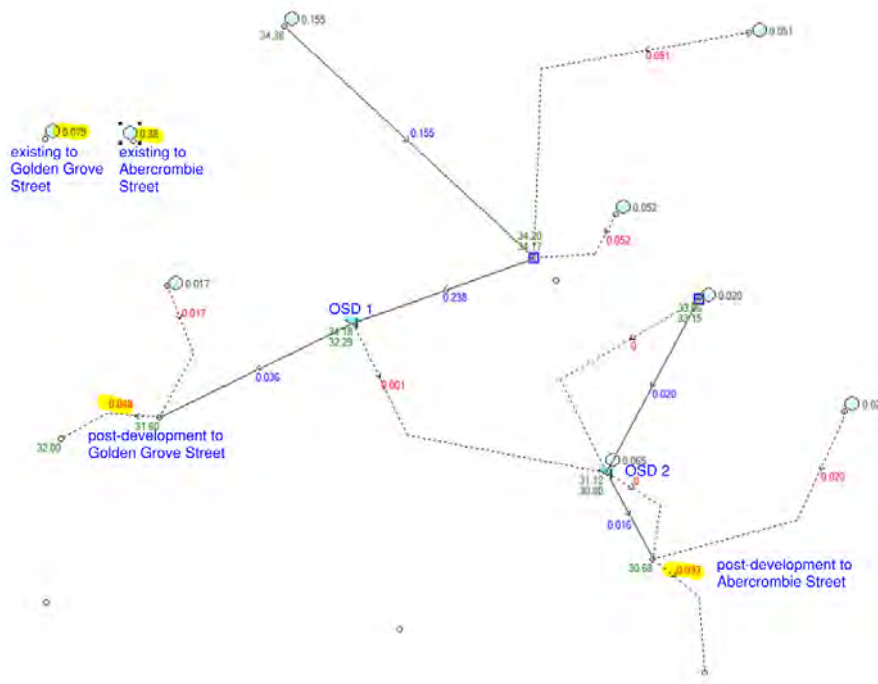 0.155
34.38
0.051
0.051
0.079
0.38
0.155
existing to
Golden Grove
Street
existing to
Abercrombie
Street
0.052
34.20
34.17
0.052
0.017
0.238
0.020
OSD 1
0.017
34.18
32.29
0
0.036
0.001
0.020
0.048
31.60
post-development to
Golden Grove Street
32.00
0.065
OSD 2
31.12
30.80
0
0.020
0.016
30.68
post-development to
Abercrombie Street